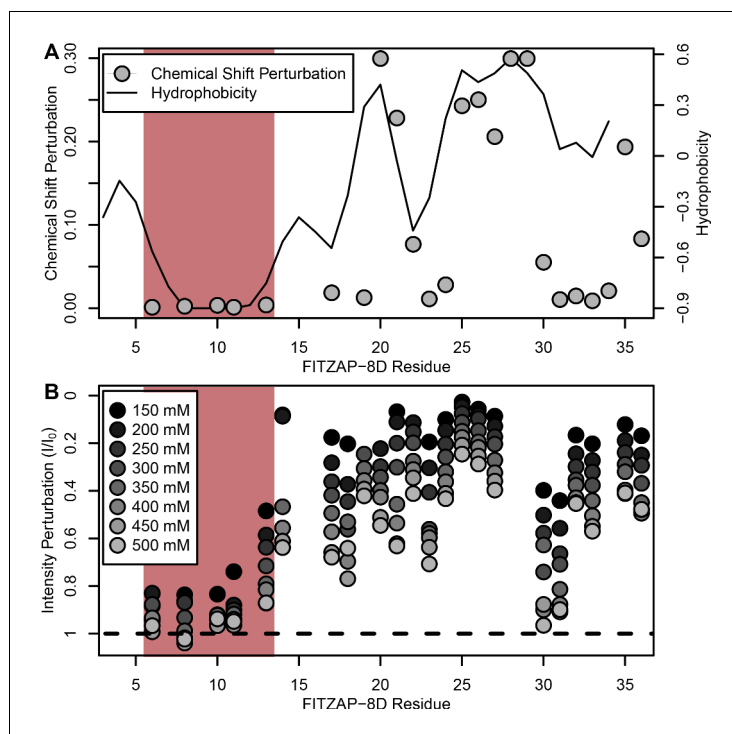 A
Chemical Shift Perturbation
Hydrophobicity
0.30
0.20
0.10
0.00
Chemical Shift Perturbation
0.6
0.3
0
−0.3
−0.6
−0.9
Hydrophobicity
5 10 15 20 25 30 35
FITZAP−8D Residue
B
150 mM
200 mM
250 mM
300 mM
350 mM
400 mM
450 mM
500 mM
0
0.2
0.4
0.6
0.8
1
Intensity Perturbation (I/I0)
5 10 15 20 25 30 35
FITZAP−8D Residue